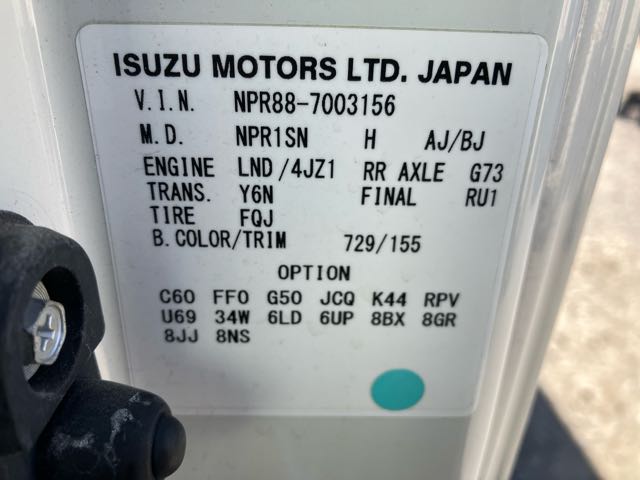 ISUZU MOTORS LTD. JAPAN
V.I.N. NPR88-7003156
M.D. NPR1SN H AJ/BJ
ENGINE LND/4JZ1 RR AXLE G73
TRANS. Y6N FINAL RU1
TIRE FQJ
B.COLOR/TRIM 729/155
OPTION
C60 FF0 G50 JCQ K44 RPV
U69 34W 6LD 6UP 8BX 8GR
8JJ 8NS